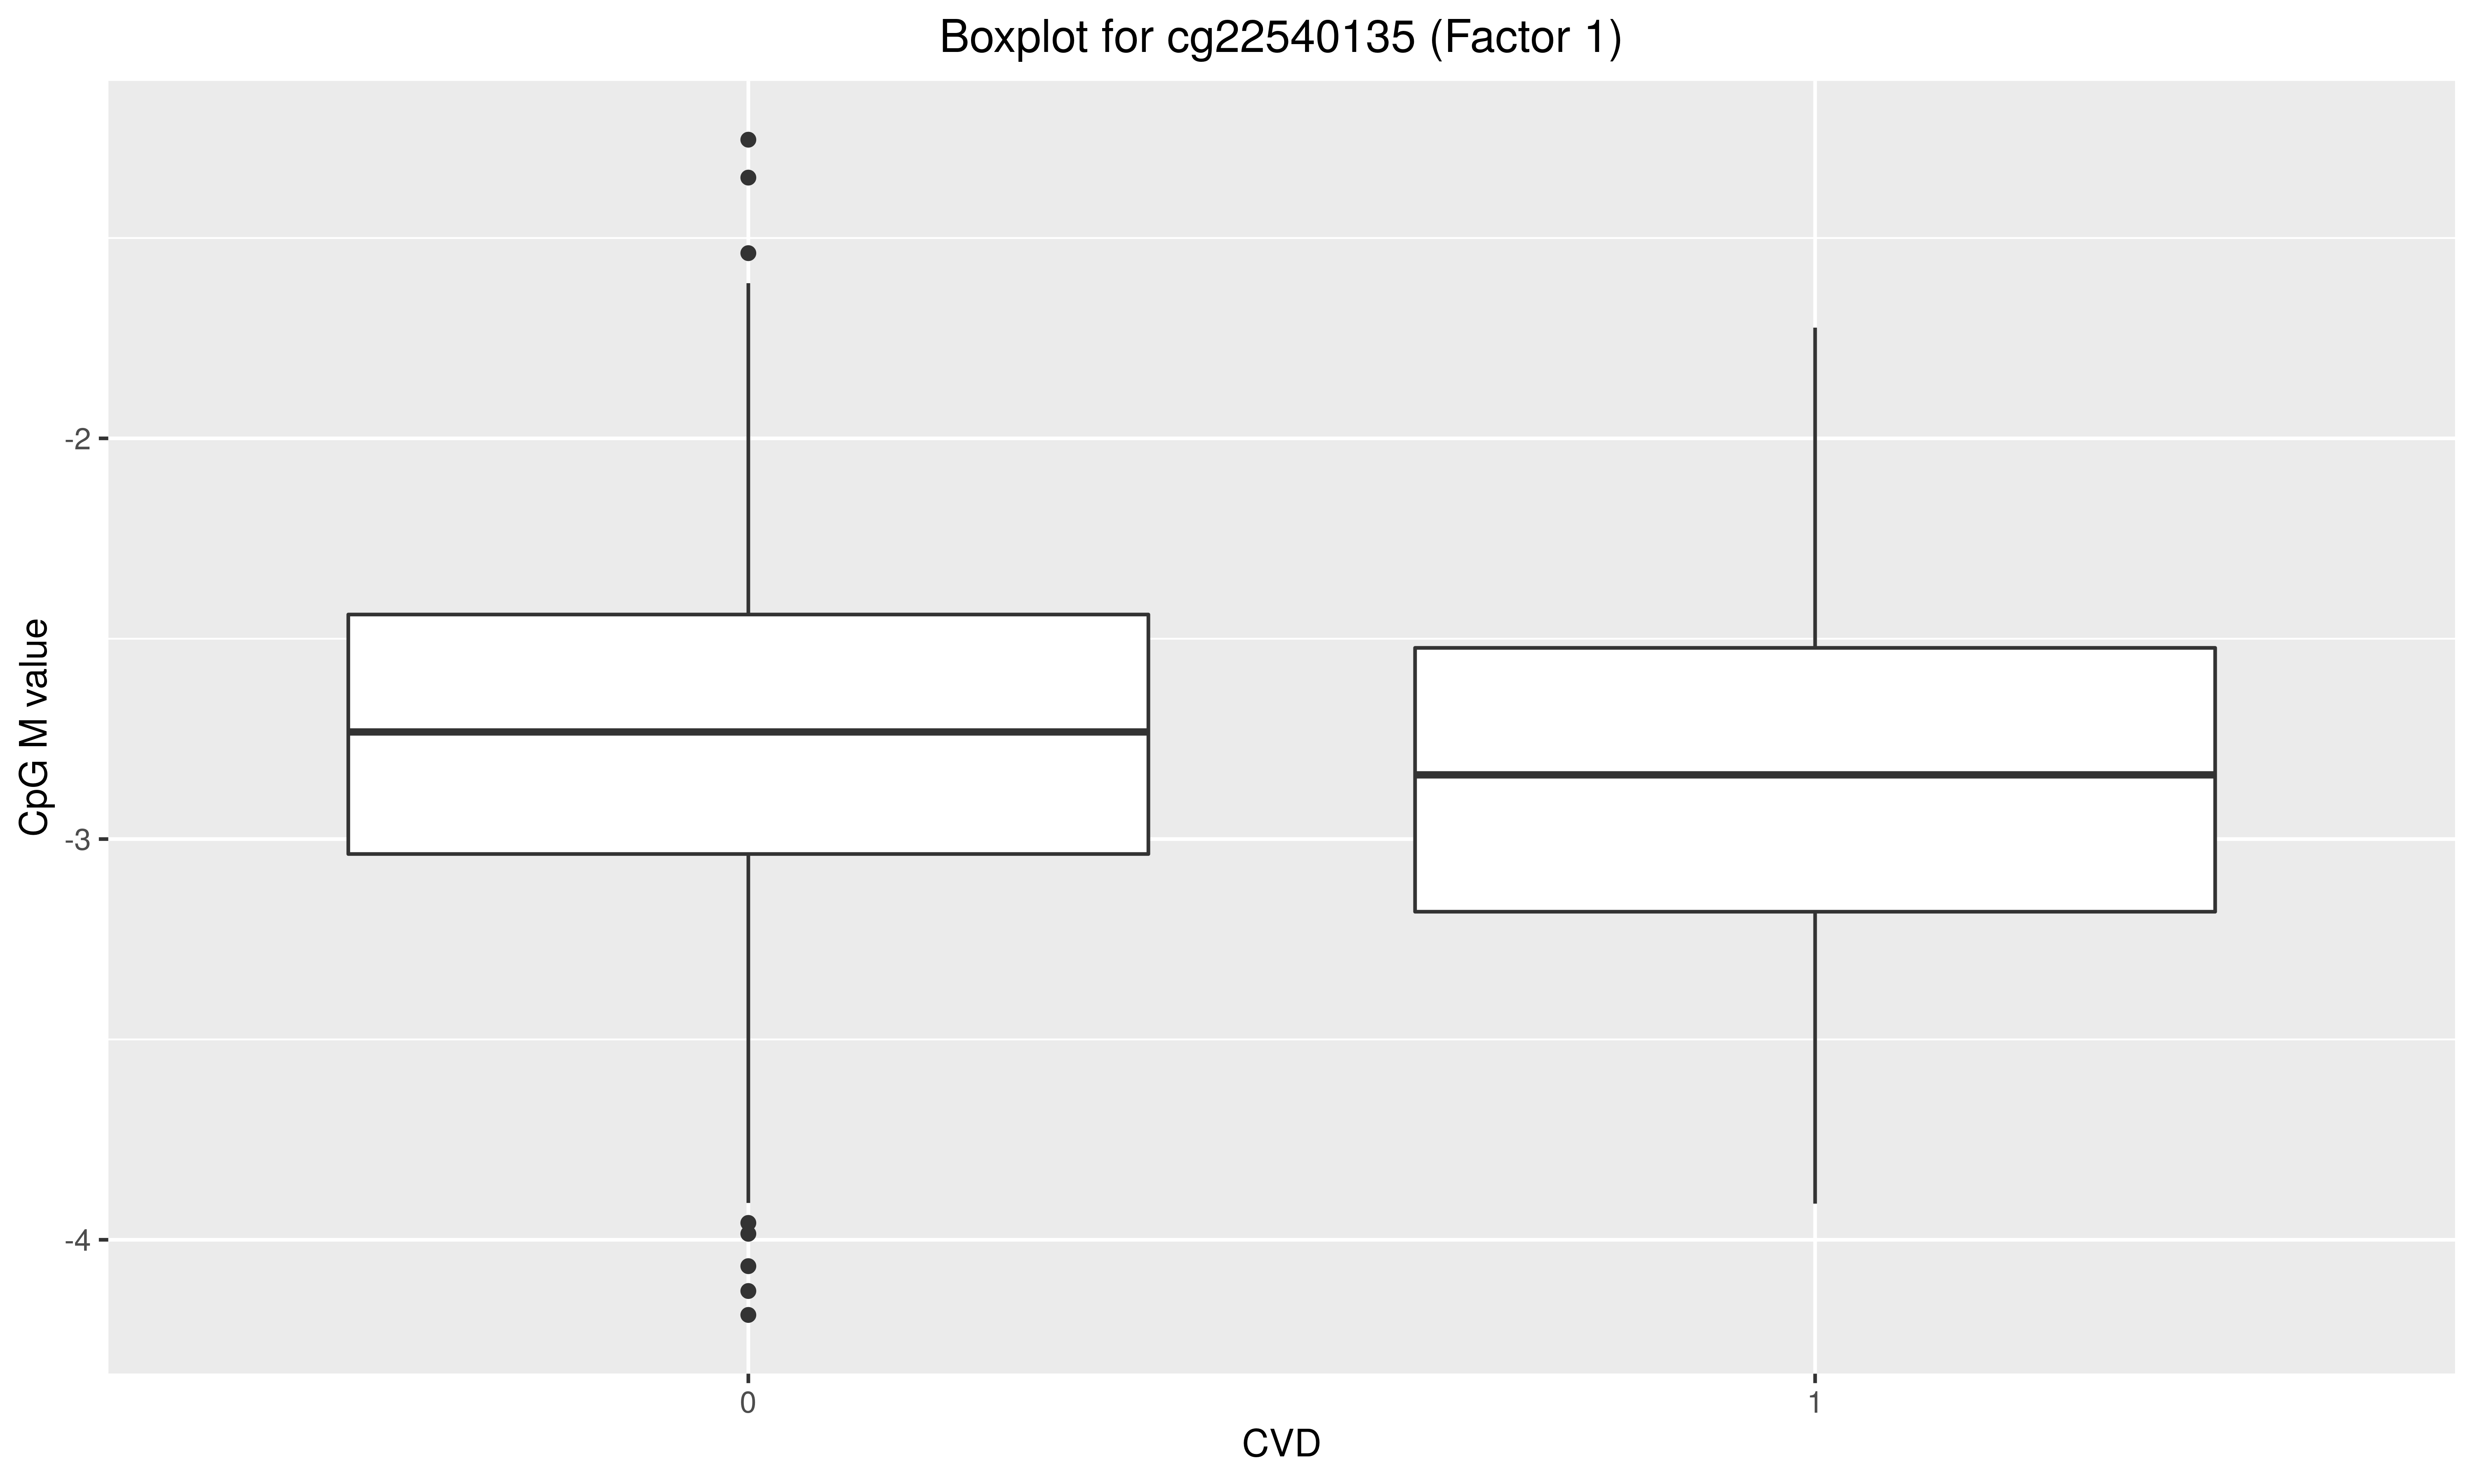 Boxplot for cg22540135 (Factor 1)
CpG M value
-2
-3
-4
0
1
CVD